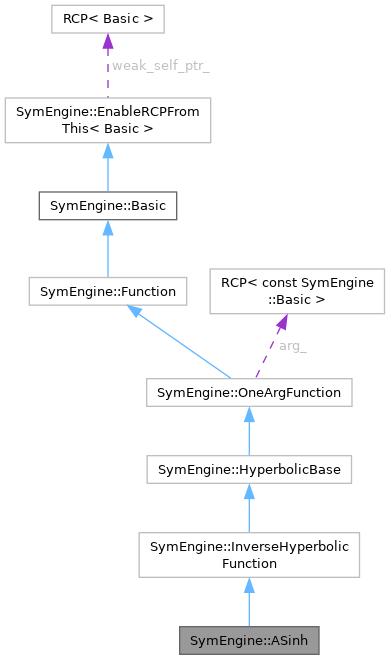 RCP< Basic >
weak_self_ptr_
SymEngine::EnableRCPFrom
This< Basic >
SymEngine::Basic
SymEngine::Function
RCP< const SymEngine
::Basic >
arg_
SymEngine::OneArgFunction
SymEngine::HyperbolicBase
SymEngine::InverseHyperbolic
Function
SymEngine::ASinh